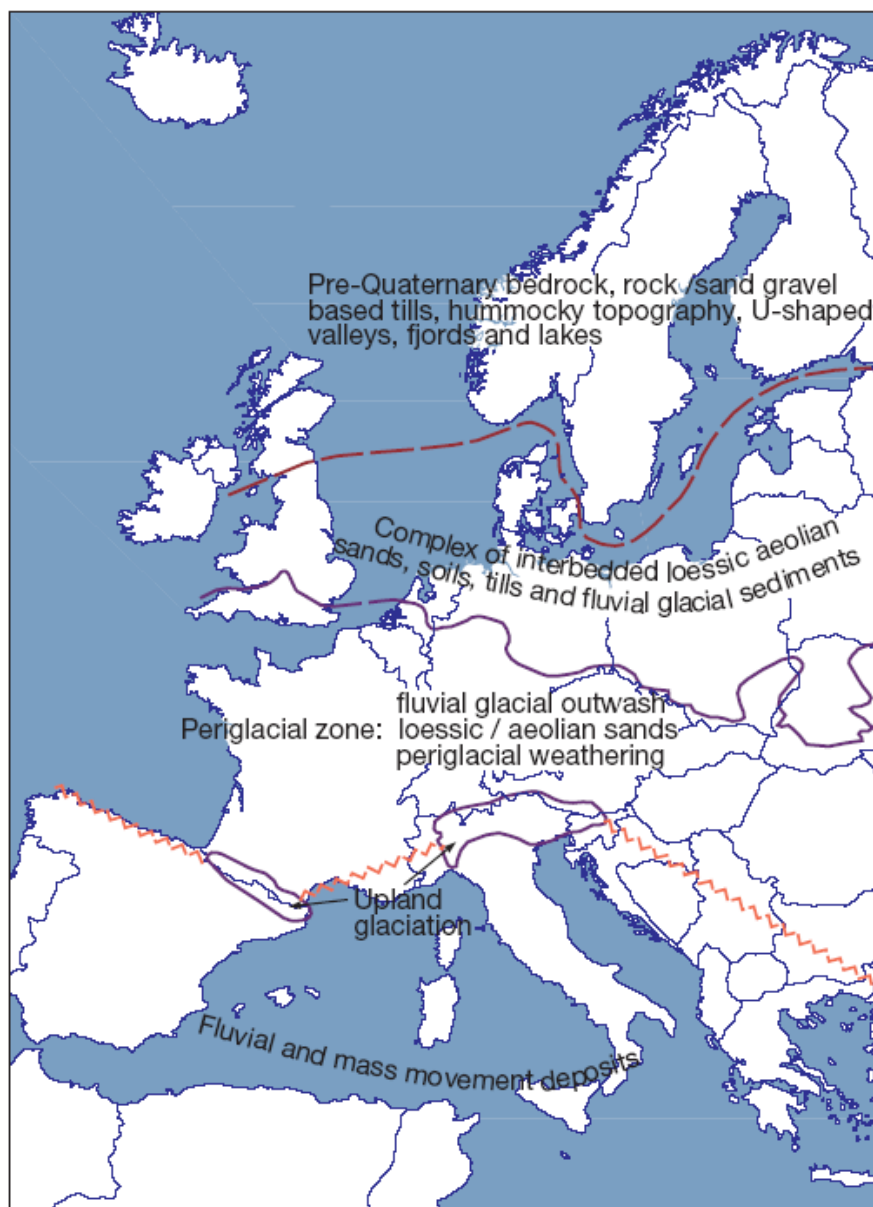 Pre-Quaternary bedrock, rock /sand gravel
based tills, hummocky topography, U-shaped
valleys, fjords and lakes
Complex of interbedded loessic aeolian
sands, soils, tills and fluvial glacial sediments
Periglacial zone: fluvial glacial outwash
loessic / aeolian sands
periglacial weathering
Upland
glaciation
Fluvial and mass movement deposits